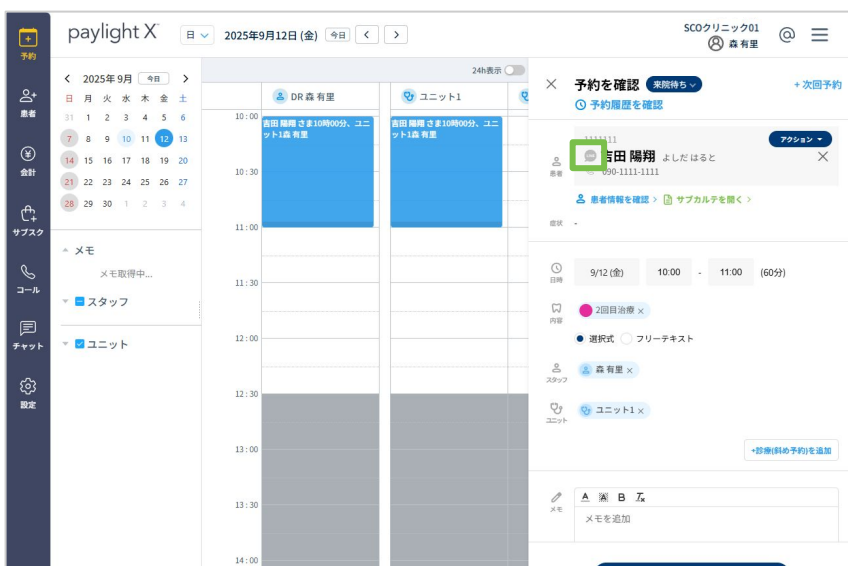 予約
患者
会計
サブスク
コール
チャット
設定
paylight X
日
2025年9月12日 (金)
今日
SCOクリニック01
森 有里
2025年 9月
今日
日 月 火 水 木 金 土
31 1 2 3 4 5 6
7 8 9 10 11 12 13
14 15 16 17 18 19 20
21 22 23 24 25 26 27
28 29 30 1 2 3 4
メモ
メモ取得中...
スタッフ
ユニット
24h表示
DR 森 有里
ユニット1
10:00
吉田 陽翔 さま10時00分、ユニ
ット1森 有里
吉田 陽翔 さま10時00分、ユニ
ット1森 有里
10:30
11:00
11:30
12:00
12:30
13:00
13:30
14:00
予約を確認
来院待ち
+ 次回予約
予約履歴を確認
1111111
アクション
患者
吉田 陽翔 よしだ はると
090-1111-1111
患者情報を確認
サブカルテを開く
症状
-
日時
9/12 (金)
10:00
-
11:00
(60分)
内容
2回目治療 ×
選択式
フリーテキスト
スタッフ
森 有里 ×
ユニット
ユニット1 ×
+診療(斜め予約)を追加
メモ
A A B Tx
メモを追加